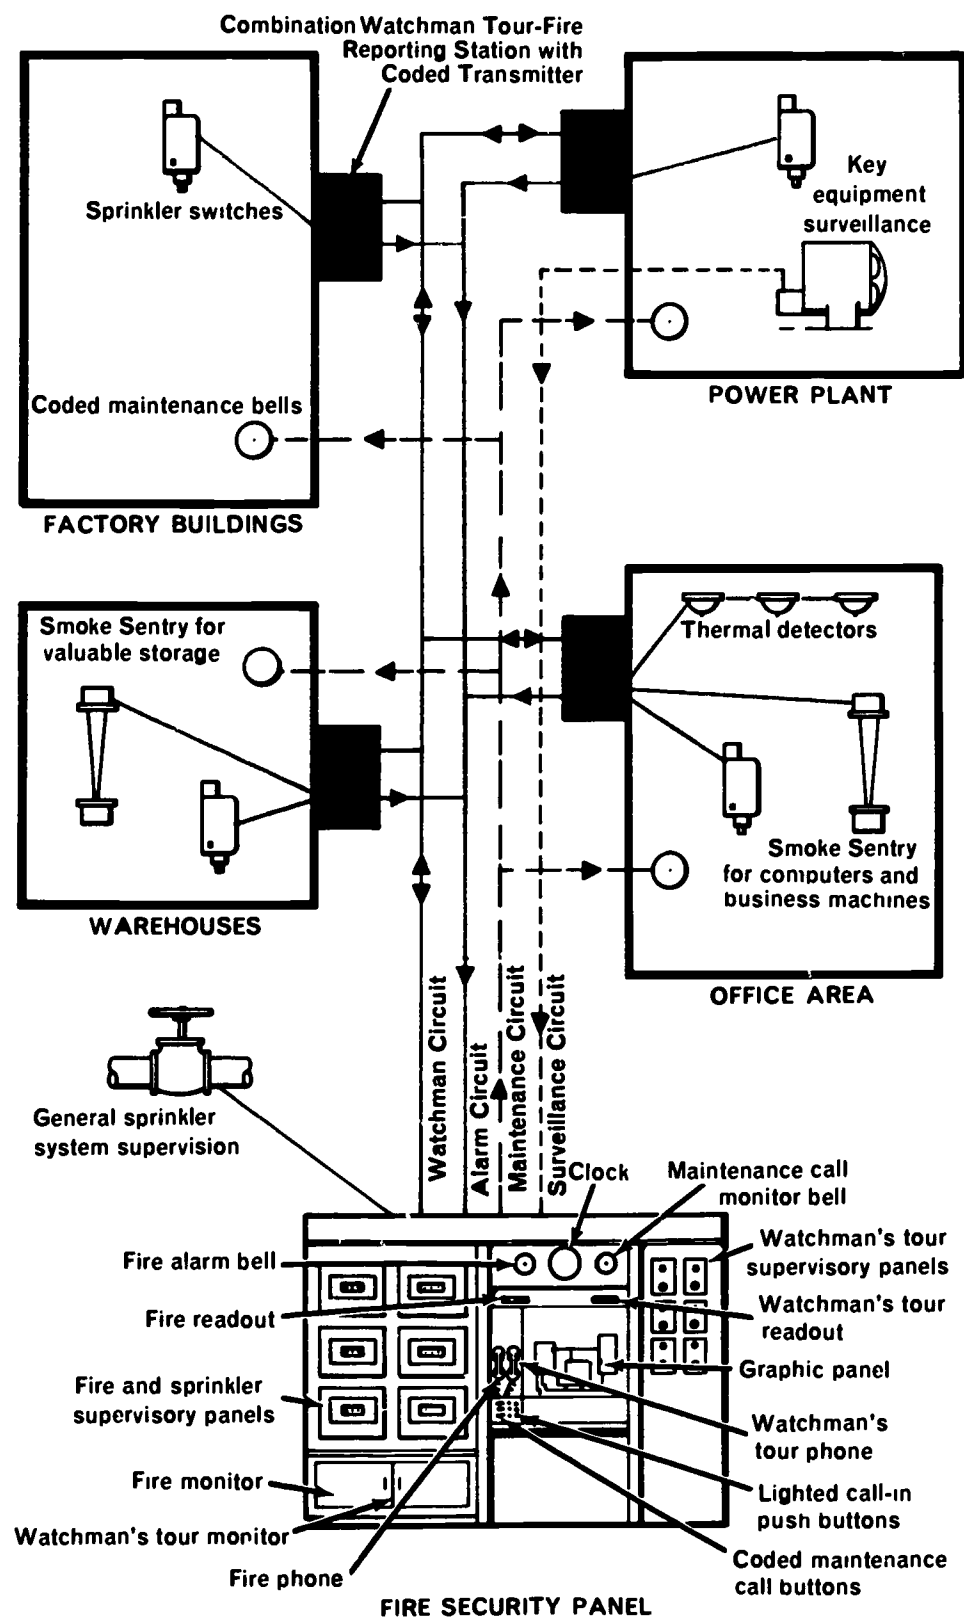 Combination Watchman Tour-Fire
Reporting Station with
Coded Transmitter
Sprinkler switches
Key
equipment
surveillance
POWER PLANT
Coded maintenance bells
FACTORY BUILDINGS
Smoke Sentry for
valuable storage
Thermal detectors
Smoke Sentry
for computers and
business machines
WAREHOUSES
OFFICE AREA
Watchman Circuit
Alarm Circuit
Maintenance Circuit
Surveillance Circuit
General sprinkler
system supervision
Clock
Maintenance call
monitor bell
Fire alarm bell
Watchman's tour
supervisory panels
Fire readout
Watchman's tour
readout
Graphic panel
Fire and sprinkler
supervisory panels
Watchman's
tour phone
Fire monitor
Lighted call-in
push buttons
Watchman's tour monitor
Coded maintenance
call buttons
Fire phone
FIRE SECURITY PANEL